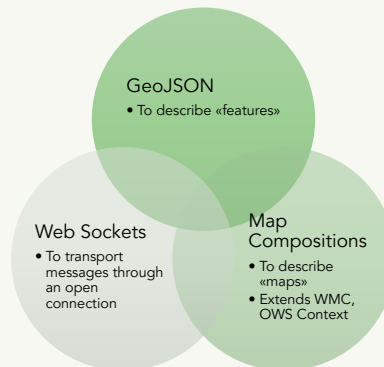 GeoJSON
• To describe «features»
Web Sockets
• To transport
messages through
an open
connection
Map
Compositions
• To describe
«maps»
• Extends WMC,
OWS Context